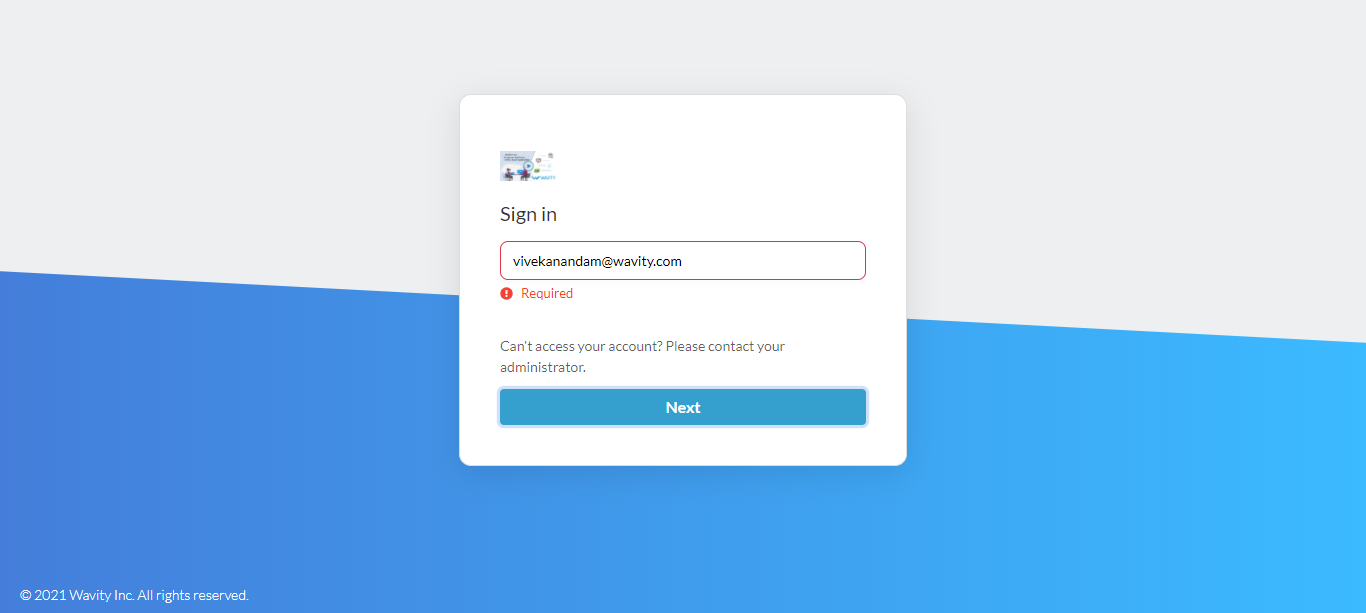 WAVITY
Sign in
vivekanandam@wavity.com
Required
Can't access your account? Please contact your
administrator.
Next
© 2021 Wavity Inc. All rights reserved.